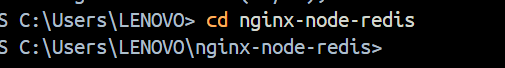 S C:\Users\LENOVO> cd nginx-node-redis
S C:\Users\LENOVO\nginx-node-redis>